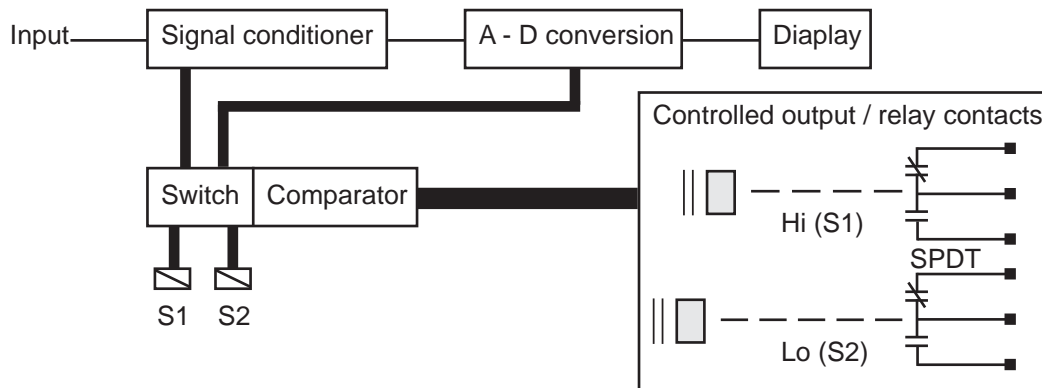 Input
Signal conditioner
A - D conversion
Diaplay
Controlled output / relay contacts
Switch
Comparator
Hi (S1)
SPDT
S1
S2
Lo (S2)